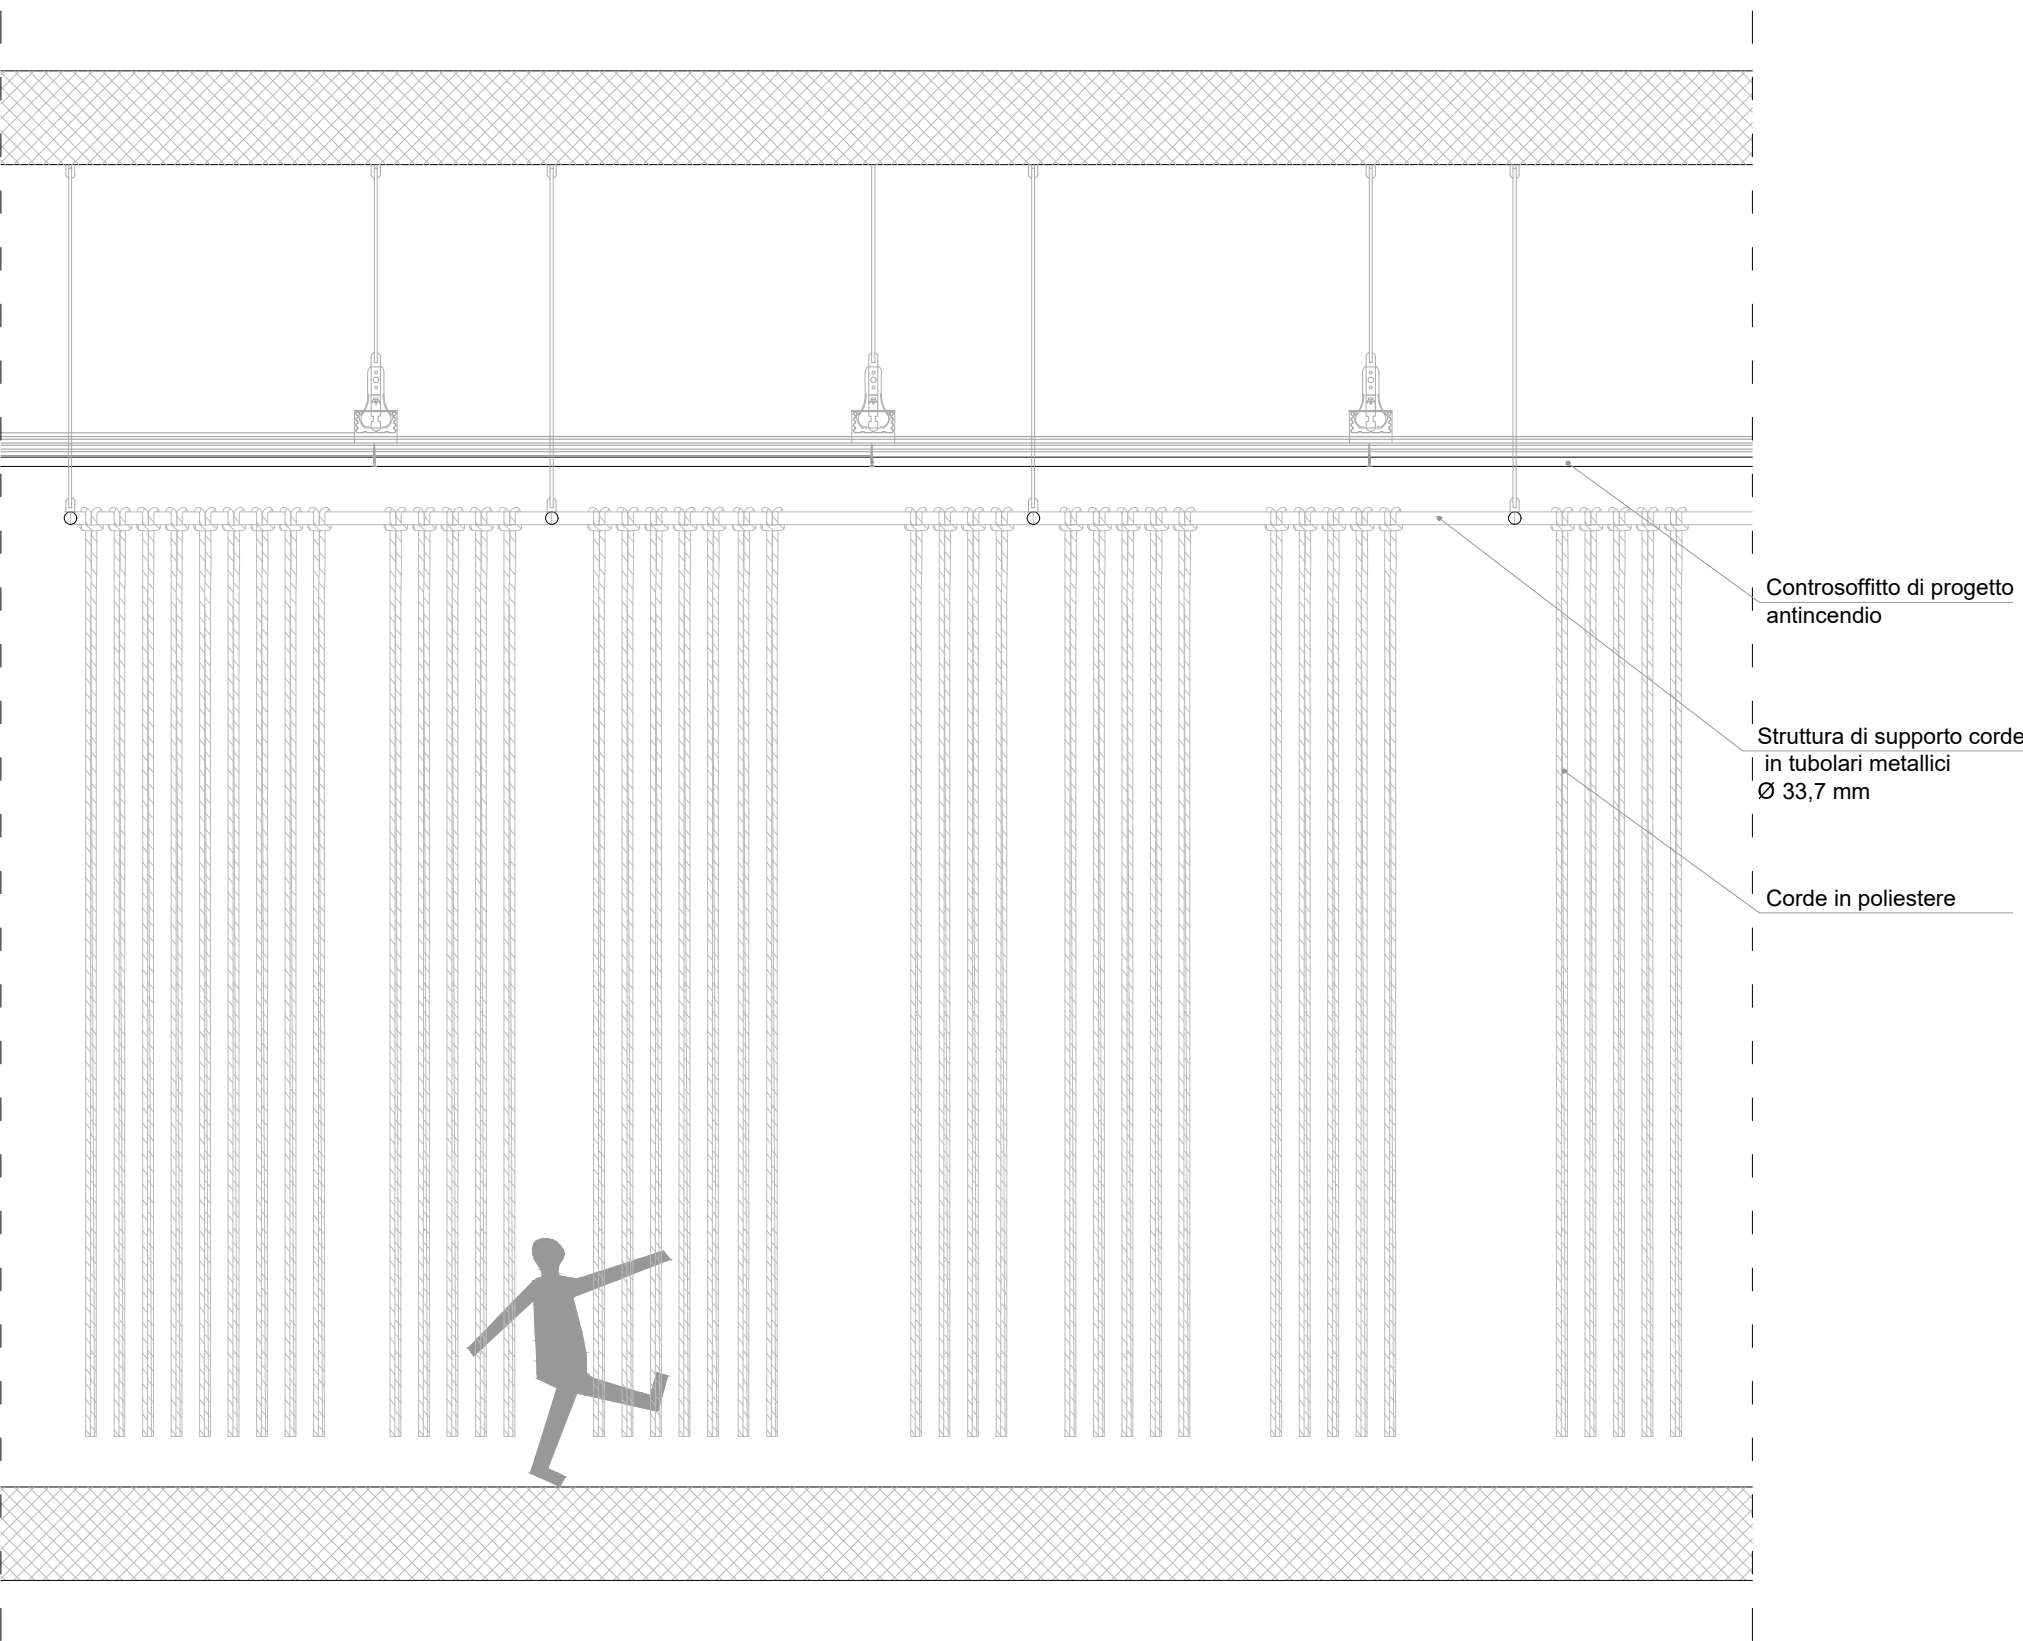 Controsoffitto di progetto
antincendio
Struttura di supporto corde
in tubolari metallici
Ø 33,7 mm
Corde in poliestere